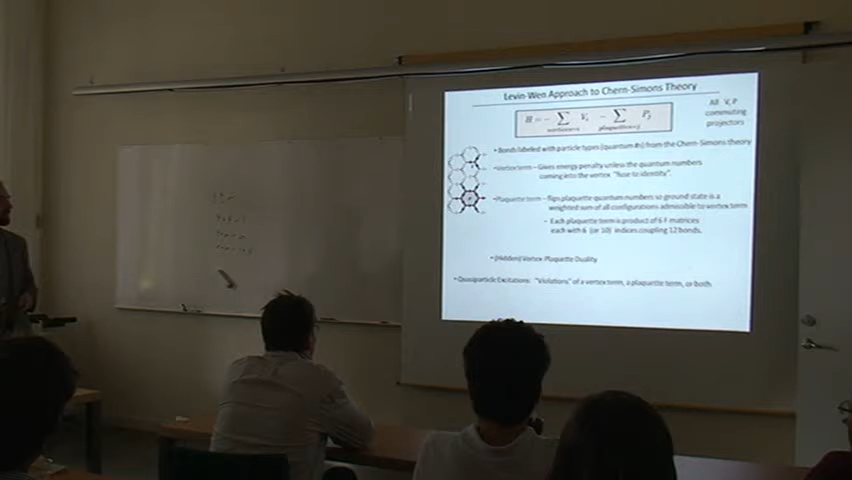 Levin-Wen Approach to Chern-Simons Theory
H = − ∑ vertices=i V_i − ∑ plaquettes=j P_j
All V, P
commuting
projectors
• Bonds labeled with particle types (quantum #s) from the Chern-Simons theory
• Vertex term – Gives energy penalty unless the quantum numbers
coming into the vertex "fuse to identity".
• Plaquette term – flips plaquette quantum numbers so ground state is a
weighted sum of all configurations admissible to vertex term
– Each plaquette term is product of 6 F matrices
each with 6 (or 10) indices coupling 12 bonds.
• (Hidden) Vertex Plaquette Duality
• Quasiparticle Excitations: "Violations" of a vertex term, a plaquette term, or both